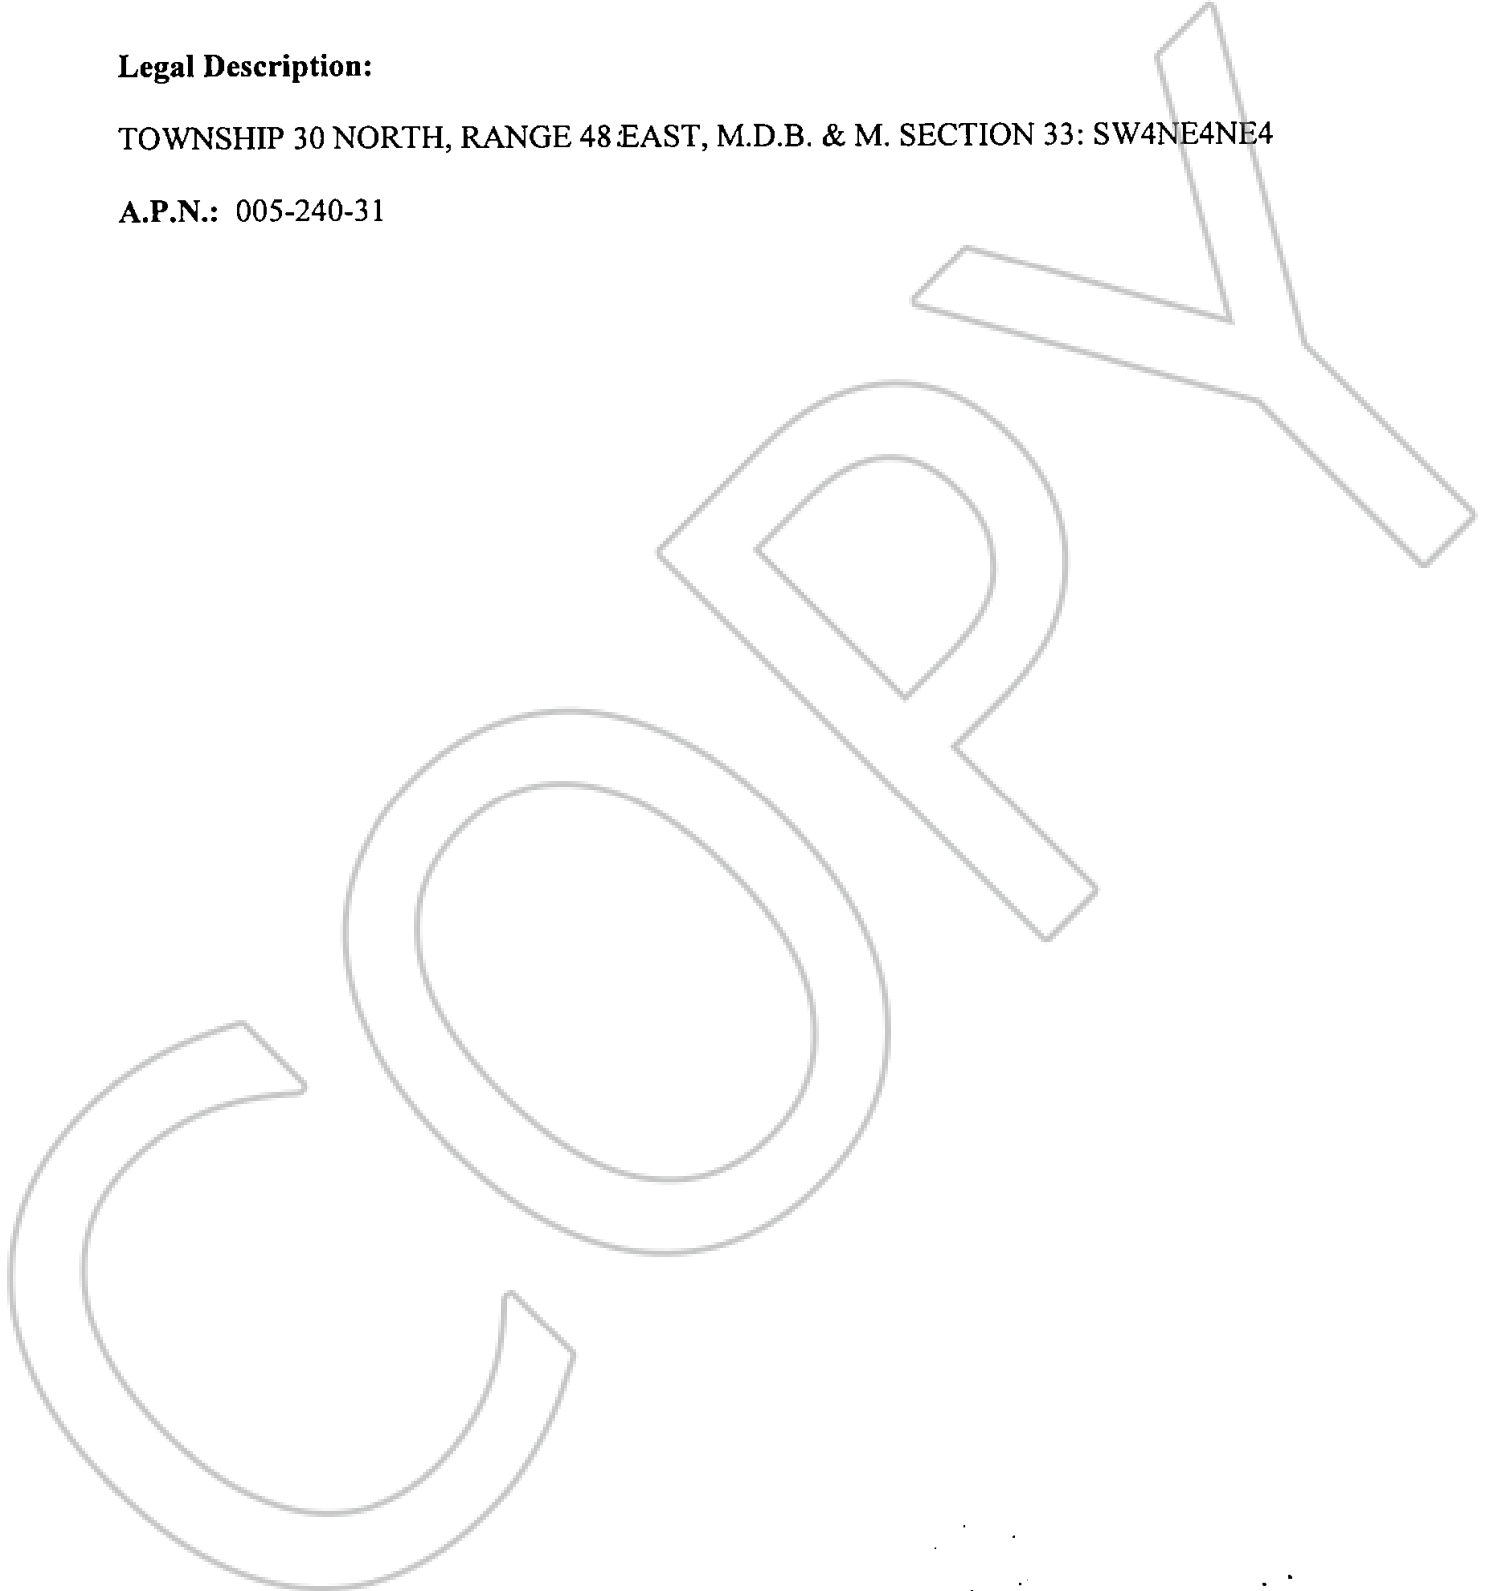 Legal Description:
TOWNSHIP 30 NORTH, RANGE 48 EAST, M.D.B. & M. SECTION 33: SW4NE4NE4
A.P.N.: 005-240-31
COPY